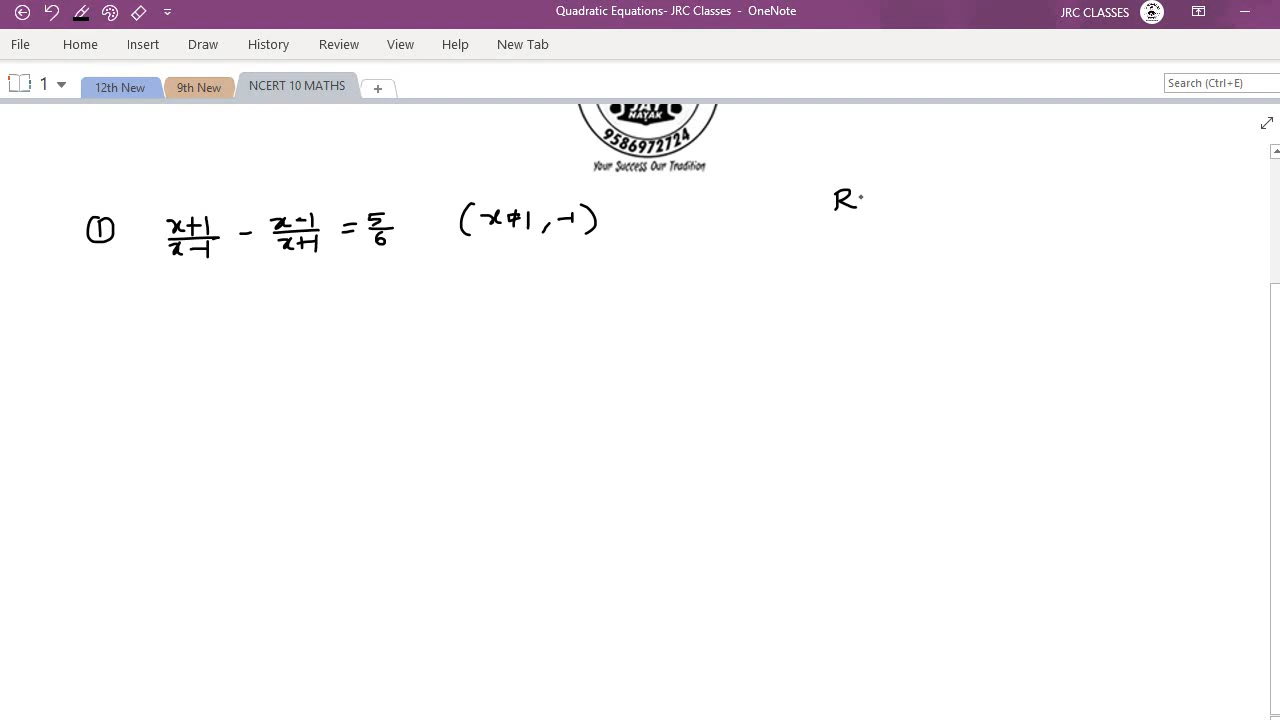 Quadratic Equations- JRC Classes - OneNote
JRC CLASSES
File Home Insert Draw History Review View Help New Tab
1 12th New 9th New NCERT 10 MATHS + Search (Ctrl+E)
NAYAK
9586972724
Your Success Our Tradition
① (x+1)/(x-1) - (x-1)/(x+1) = 5/6 (x≠1, -1)
R